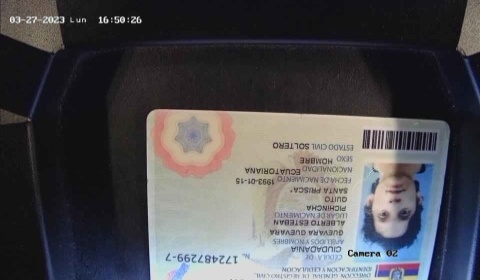 03-27-2023 Lun 16:50:26
CÉDULA DE
CIUDADANIA
N. 172487299-7
APELLIDOS Y NOMBRES
GUEVARA GUEVARA
ALBERTO ESTEBAN
LUGAR DE NACIMIENTO
PICHINCHA
QUITO
SANTA PRISCA
FECHA DE NACIMIENTO 1993-01-15
NACIONALIDAD ECUATORIANA
SEXO HOMBRE
ESTADO CIVIL SOLTERO
Camera 02